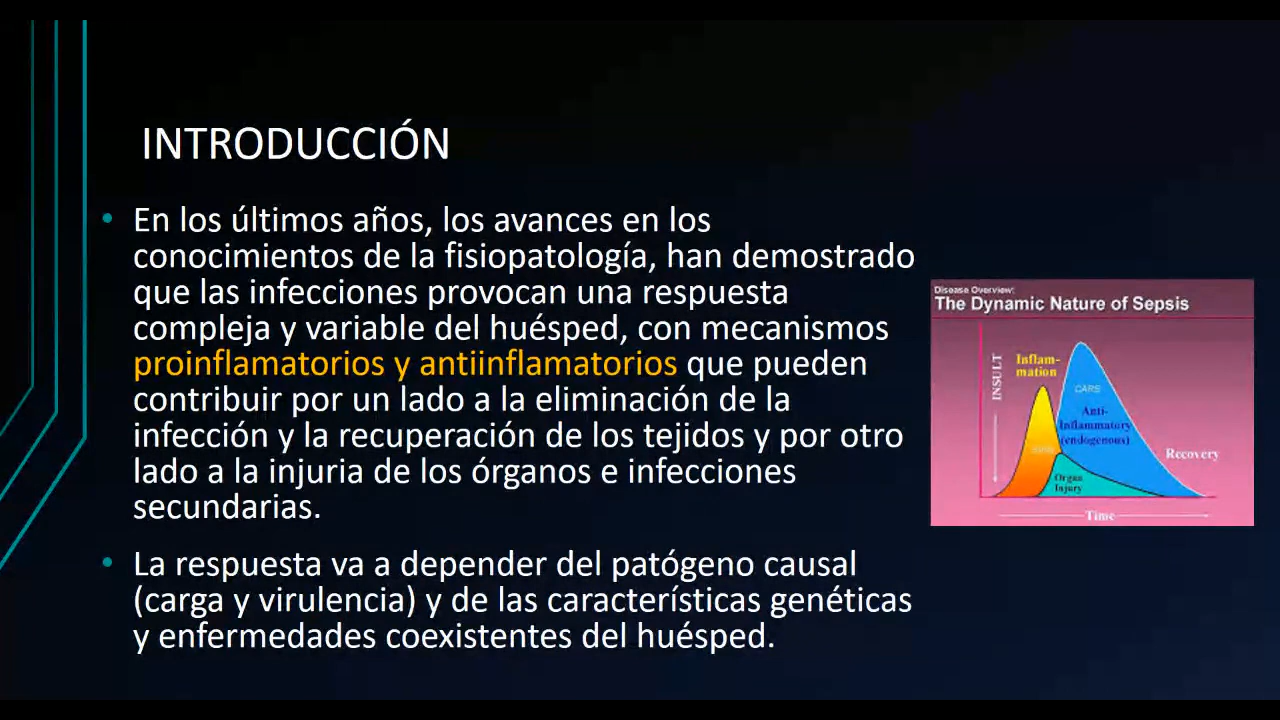 INTRODUCCIÓN
• En los últimos años, los avances en los
conocimientos de la fisiopatología, han demostrado
que las infecciones provocan una respuesta
compleja y variable del huésped, con mecanismos
proinflamatorios y antiinflamatorios que pueden
contribuir por un lado a la eliminación de la
infección y la recuperación de los tejidos y por otro
lado a la injuria de los órganos e infecciones
secundarias.
• La respuesta va a depender del patógeno causal
(carga y virulencia) y de las características genéticas
y enfermedades coexistentes del huésped.
Disease Overview:
The Dynamic Nature of Sepsis
INSULT
Inflam-
mation
CARS
Anti-
Inflammatory
(endogenous)
Organ
Injury
Recovery
Time